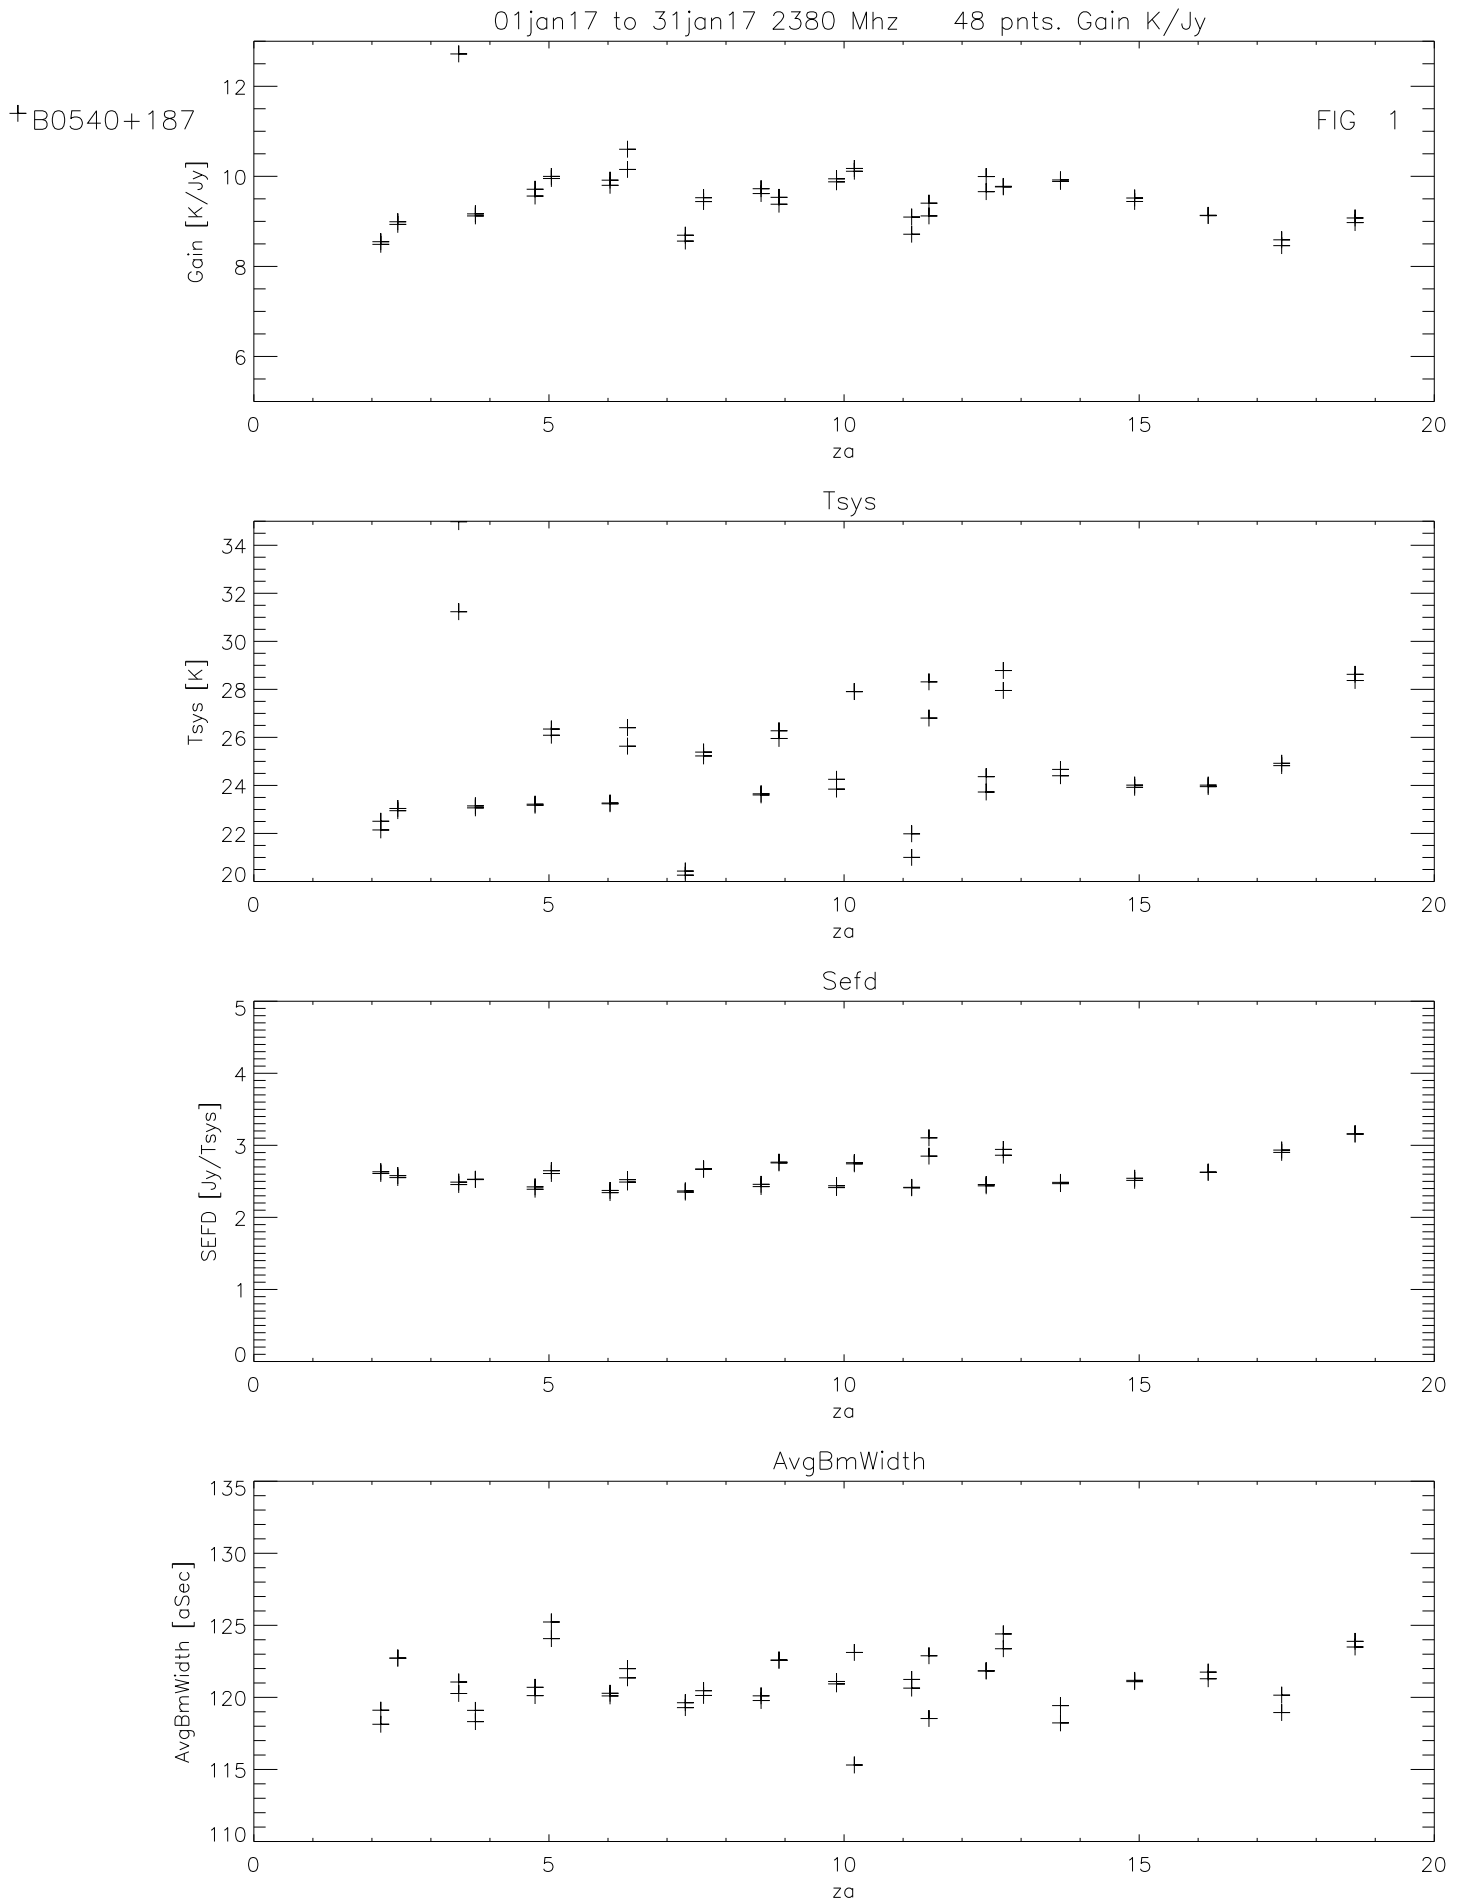 01jan17 to 31jan17 2380 Mhz 48 pnts. Gain K/Jy
+B0540+187
FIG 1
Gain [K/Jy]
12
10
8
6
0 5 10 15 20
za
Tsys
Tsys [K]
34
32
30
28
26
24
22
20
0 5 10 15 20
za
Sefd
SEFD [Jy/Tsys]
5
4
3
2
1
0
0 5 10 15 20
za
AvgBmWidth
AvgBmWidth [aSec]
135
130
125
120
115
110
0 5 10 15 20
za